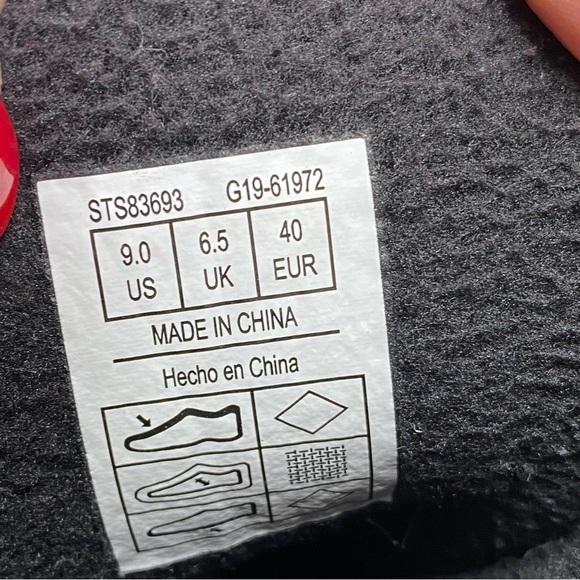 STS83693 G19-61972
9.0 6.5 40
US UK EUR
MADE IN CHINA
Hecho en China